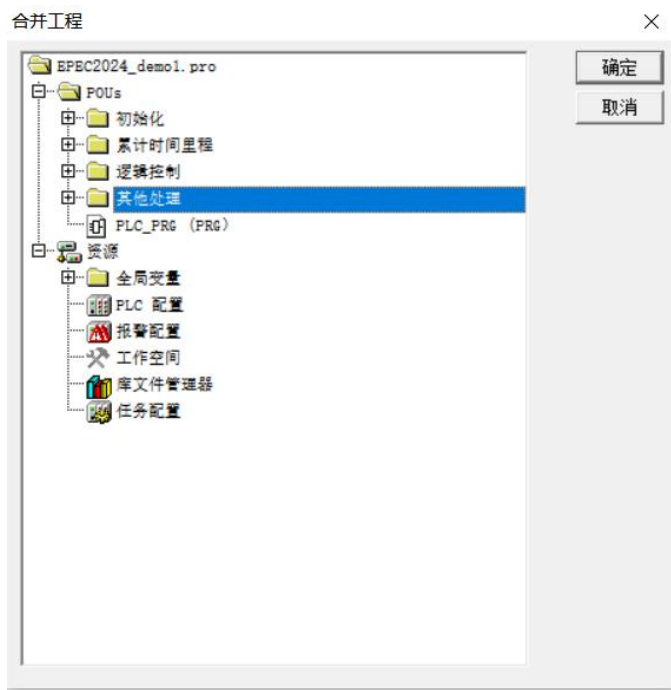 合并工程
确定
取消
EPEC2024_demo1.pro
POUs
初始化
累计时间里程
逻辑控制
其他处理
PLC_PRG (PRG)
资源
全局变量
PLC 配置
报警配置
工作空间
库文件管理器
任务配置